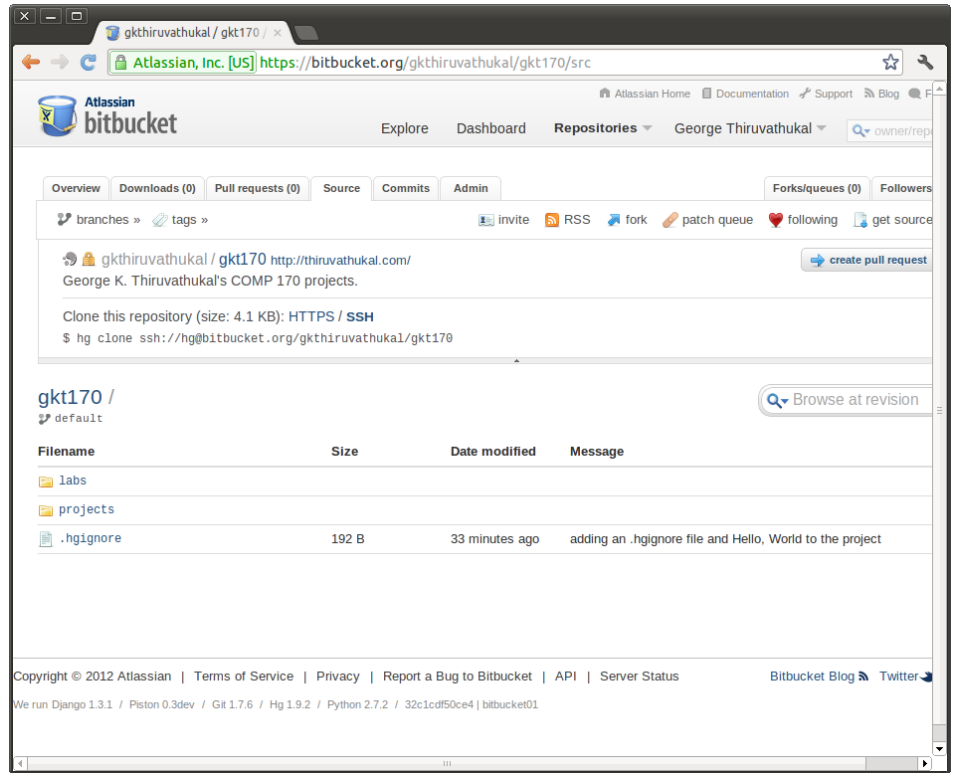 gkthiruvathukal / gkt170 /
Atlassian, Inc. [US] https://bitbucket.org/gkthiruvathukal/gkt170/src
Atlassian Home Documentation Support Blog F
Atlassian
bitbucket
Explore Dashboard Repositories George Thiruvathukal owner/repo
Overview Downloads (0) Pull requests (0) Source Commits Admin Forks/queues (0) Followers
branches » tags » invite RSS fork patch queue following get source
gkthiruvathukal / gkt170 http://thiruvathukal.com/ create pull request
George K. Thiruvathukal's COMP 170 projects.
Clone this repository (size: 4.1 KB): HTTPS / SSH
$ hg clone ssh://hg@bitbucket.org/gkthiruvathukal/gkt170
gkt170 / Browse at revision
default
Filename Size Date modified Message
labs
projects
.hgignore 192 B 33 minutes ago adding an .hgignore file and Hello, World to the project
Copyright © 2012 Atlassian | Terms of Service | Privacy | Report a Bug to Bitbucket | API | Server Status Bitbucket Blog Twitter
We run Django 1.3.1 / Piston 0.3dev / Git 1.7.6 / Hg 1.9.2 / Python 2.7.2 / 32c1cdf50ce4 | bitbucket01